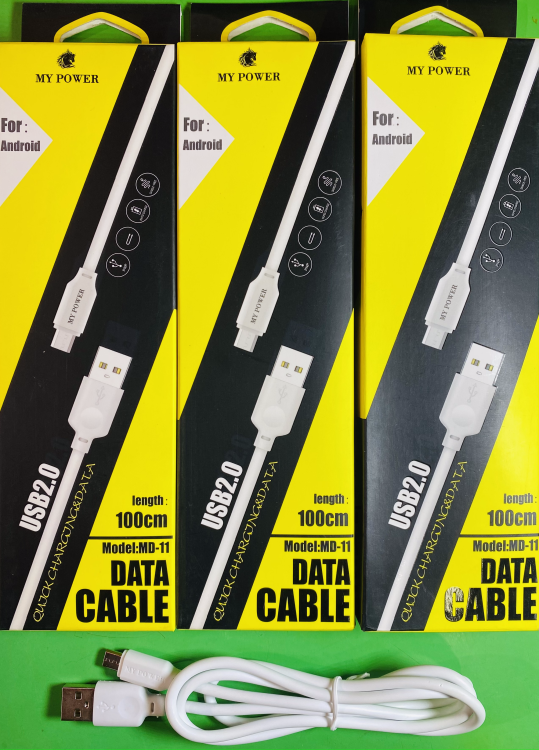 MY POWER
For:
Android
MY POWER
USB2.0
QUICK CHARGING&DATA
length:
100cm
Model:MD-11
DATA
CABLE
MY POWER
For:
Android
MY POWER
USB2.0
QUICK CHARGING&DATA
length:
100cm
Model:MD-11
DATA
CABLE
MY POWER
For:
Android
MY POWER
USB2.0
QUICK CHARGING&DATA
length:
100cm
Model:MD-11
DATA
CABLE
MY POWER